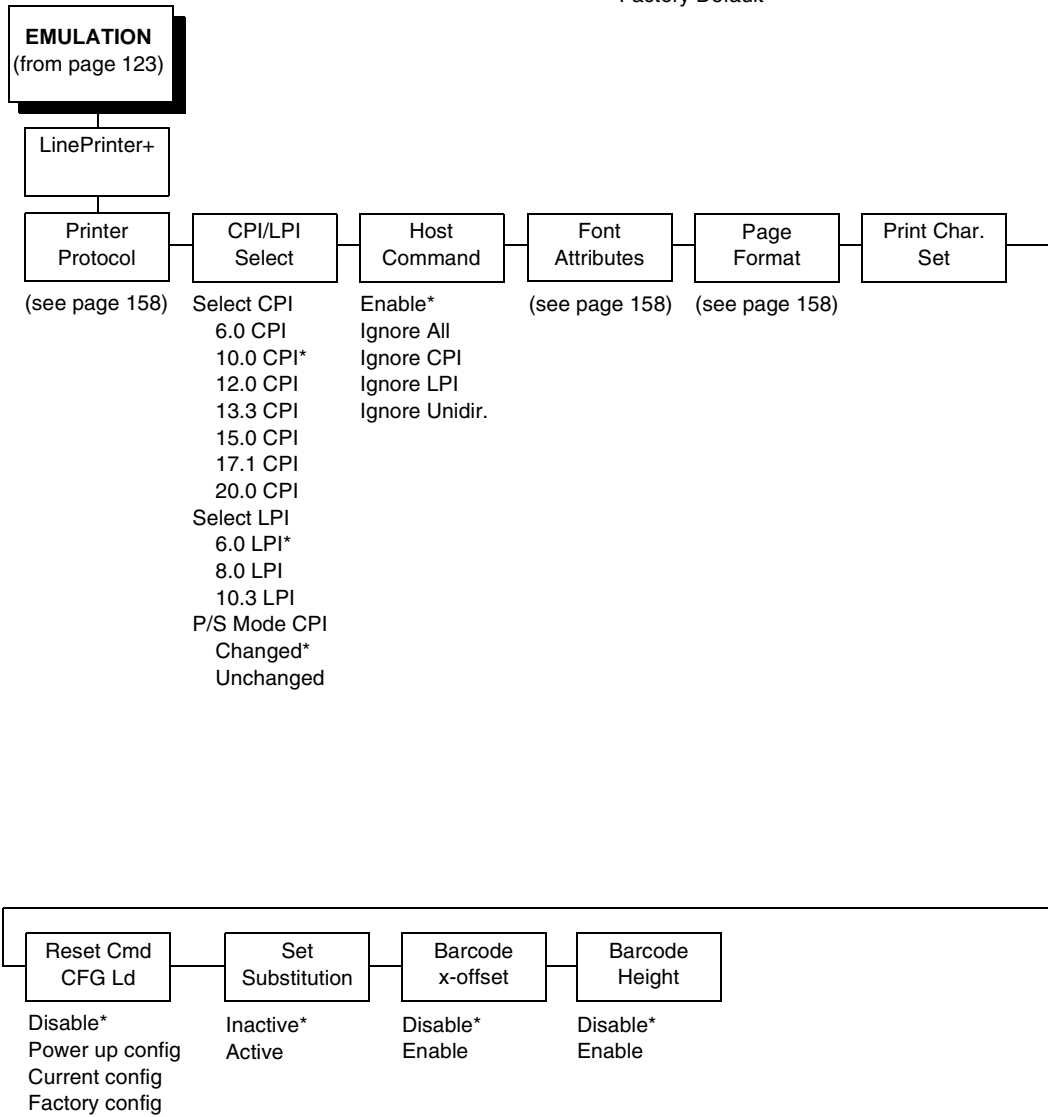 Factory Default
EMULATION
(from page 123)
LinePrinter+
Printer
Protocol
(see page 158)
CPI/LPI
Select
Select CPI
6.0 CPI
10.0 CPI*
12.0 CPI
13.3 CPI
15.0 CPI
17.1 CPI
20.0 CPI
Select LPI
6.0 LPI*
8.0 LPI
10.3 LPI
P/S Mode CPI
Changed*
Unchanged
Host
Command
Enable*
Ignore All
Ignore CPI
Ignore LPI
Ignore Unidir.
Font
Attributes
(see page 158)
Page
Format
(see page 158)
Print Char.
Set
Reset Cmd
CFG Ld
Disable*
Power up config
Current config
Factory config
Set
Substitution
Inactive*
Active
Barcode
x-offset
Disable*
Enable
Barcode
Height
Disable*
Enable